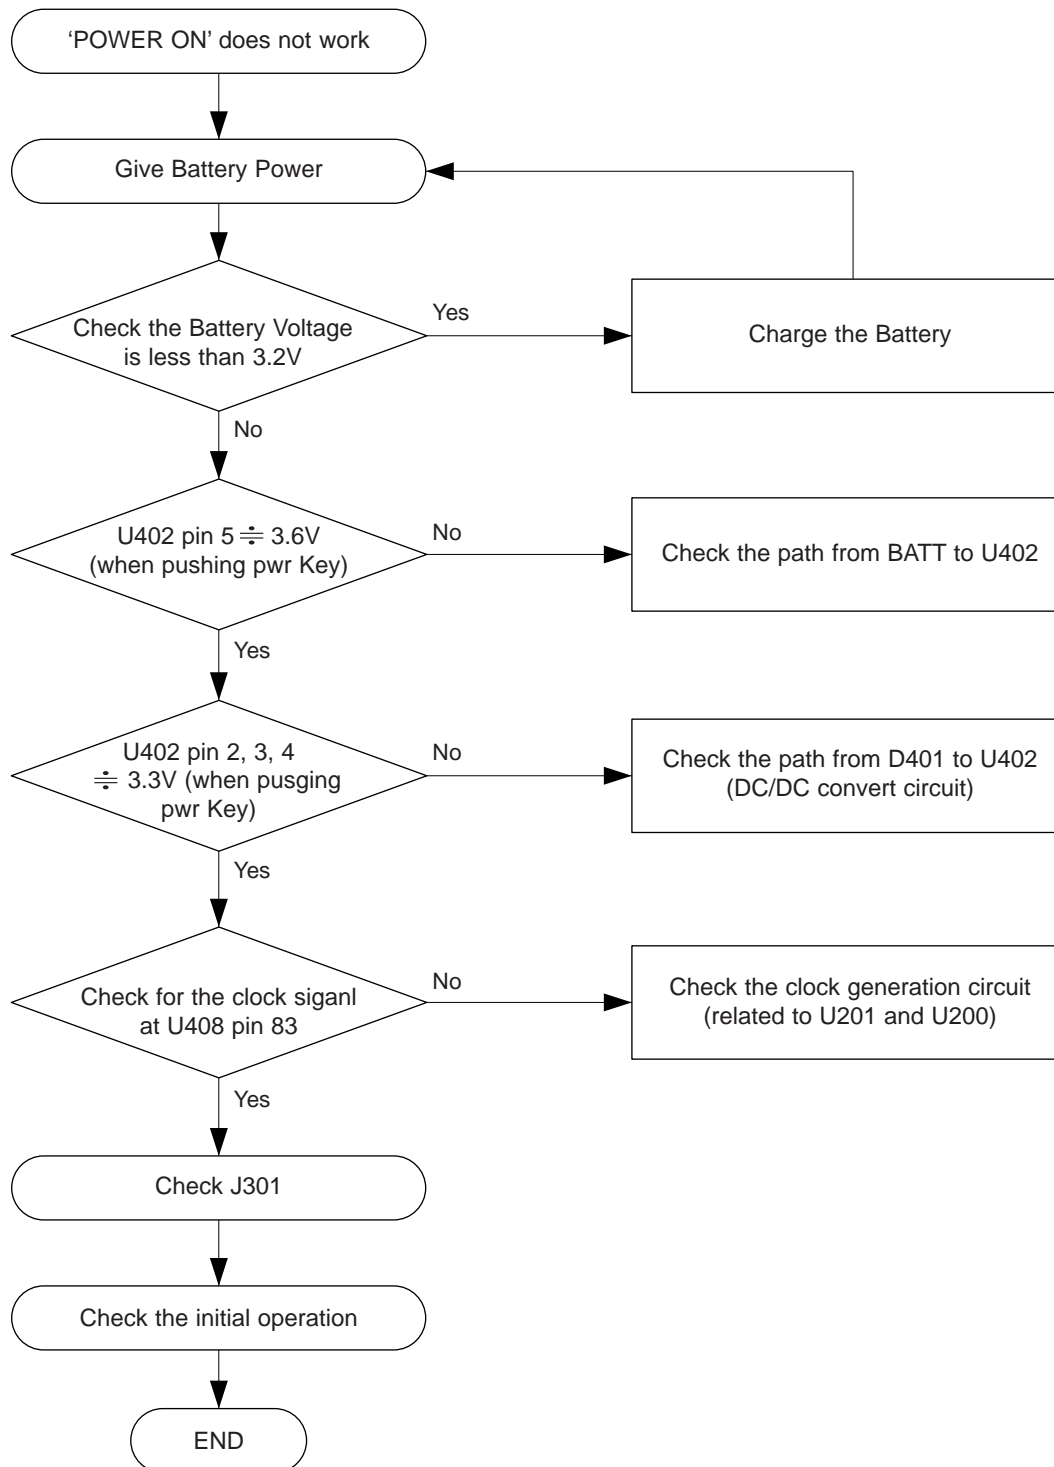 ‘POWER ON’ does not work
Give Battery Power
Check the Battery Voltage
is less than 3.2V
Yes
Charge the Battery
No
U402 pin 5 ≑ 3.6V
(when pushing pwr Key)
No
Check the path from BATT to U402
Yes
U402 pin 2, 3, 4
≑ 3.3V (when pusging
pwr Key)
No
Check the path from D401 to U402
(DC/DC convert circuit)
Yes
Check for the clock siganl
at U408 pin 83
No
Check the clock generation circuit
(related to U201 and U200)
Yes
Check J301
Check the initial operation
END